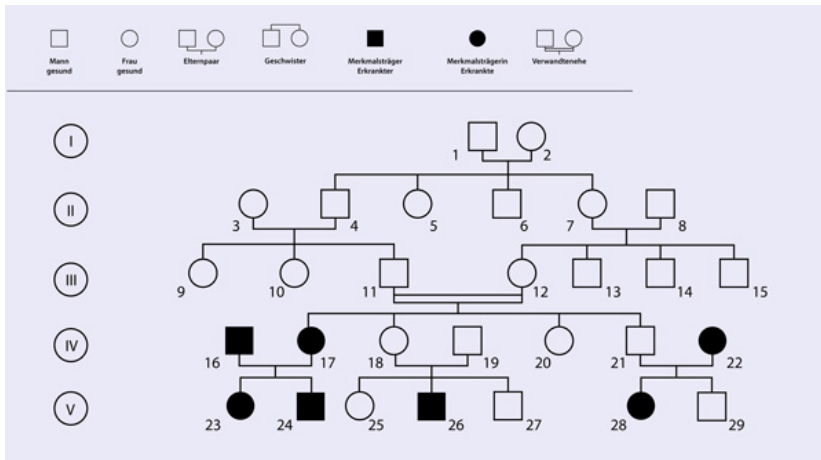 Mann gesund
Frau gesund
Elternpaar
Geschwister
Merkmalsträger Erkrankter
Merkmalsträgerin Erkrankte
Verwandtenehe
I
1 2
II
3 4 5 6 7 8
III
9 10 11 12 13 14 15
IV
16 17 18 19 20 21 22
V
23 24 25 26 27 28 29